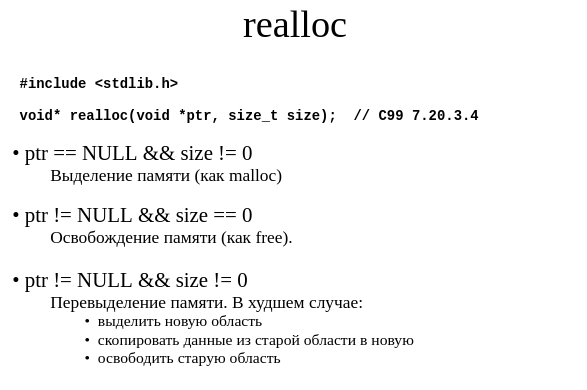 realloc
#include <stdlib.h>
void* realloc(void *ptr, size_t size);  // C99 7.20.3.4
• ptr == NULL && size != 0
Выделение памяти (как malloc)
• ptr != NULL && size == 0
Освобождение памяти (как free).
• ptr != NULL && size != 0
Перевыделение памяти. В худшем случае:
• выделить новую область
• скопировать данные из старой области в новую
• освободить старую область